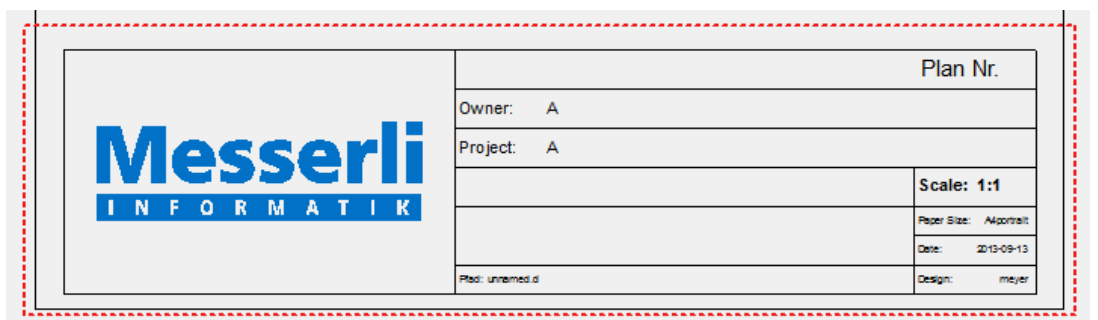 Plan Nr.
Messerli
INFORMATIK
Owner: A
Project: A
Scale: 1:1
Paper Size: A4portrait
Date: 2013-09-13
Pfad: unnamed.d
Design: meyer